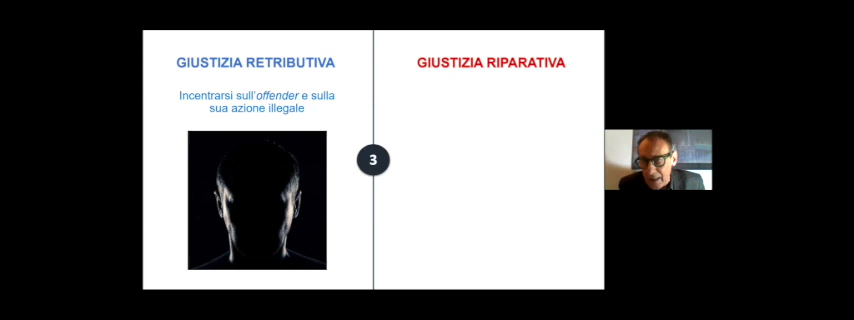 GIUSTIZIA RETRIBUTIVA
Incentrarsi sull'offender e sulla
sua azione illegale
3
GIUSTIZIA RIPARATIVA